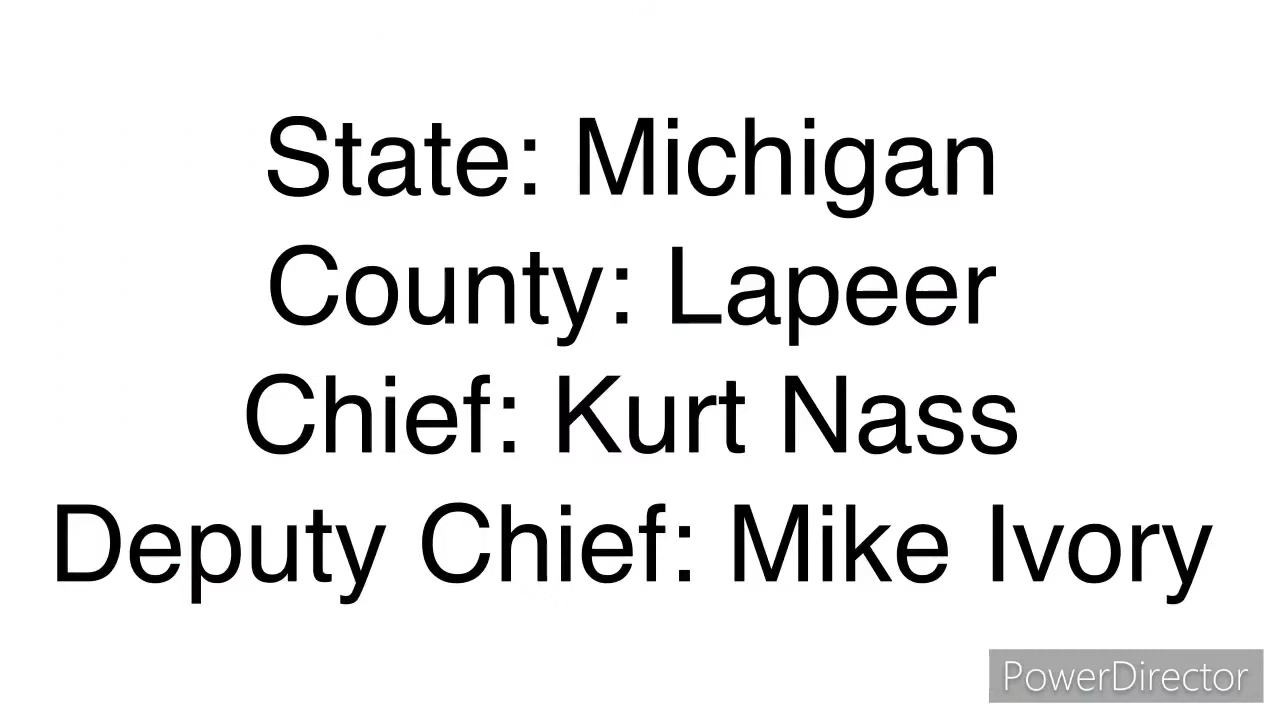 State: Michigan
County: Lapeer
Chief: Kurt Nass
Deputy Chief: Mike Ivory
PowerDirector